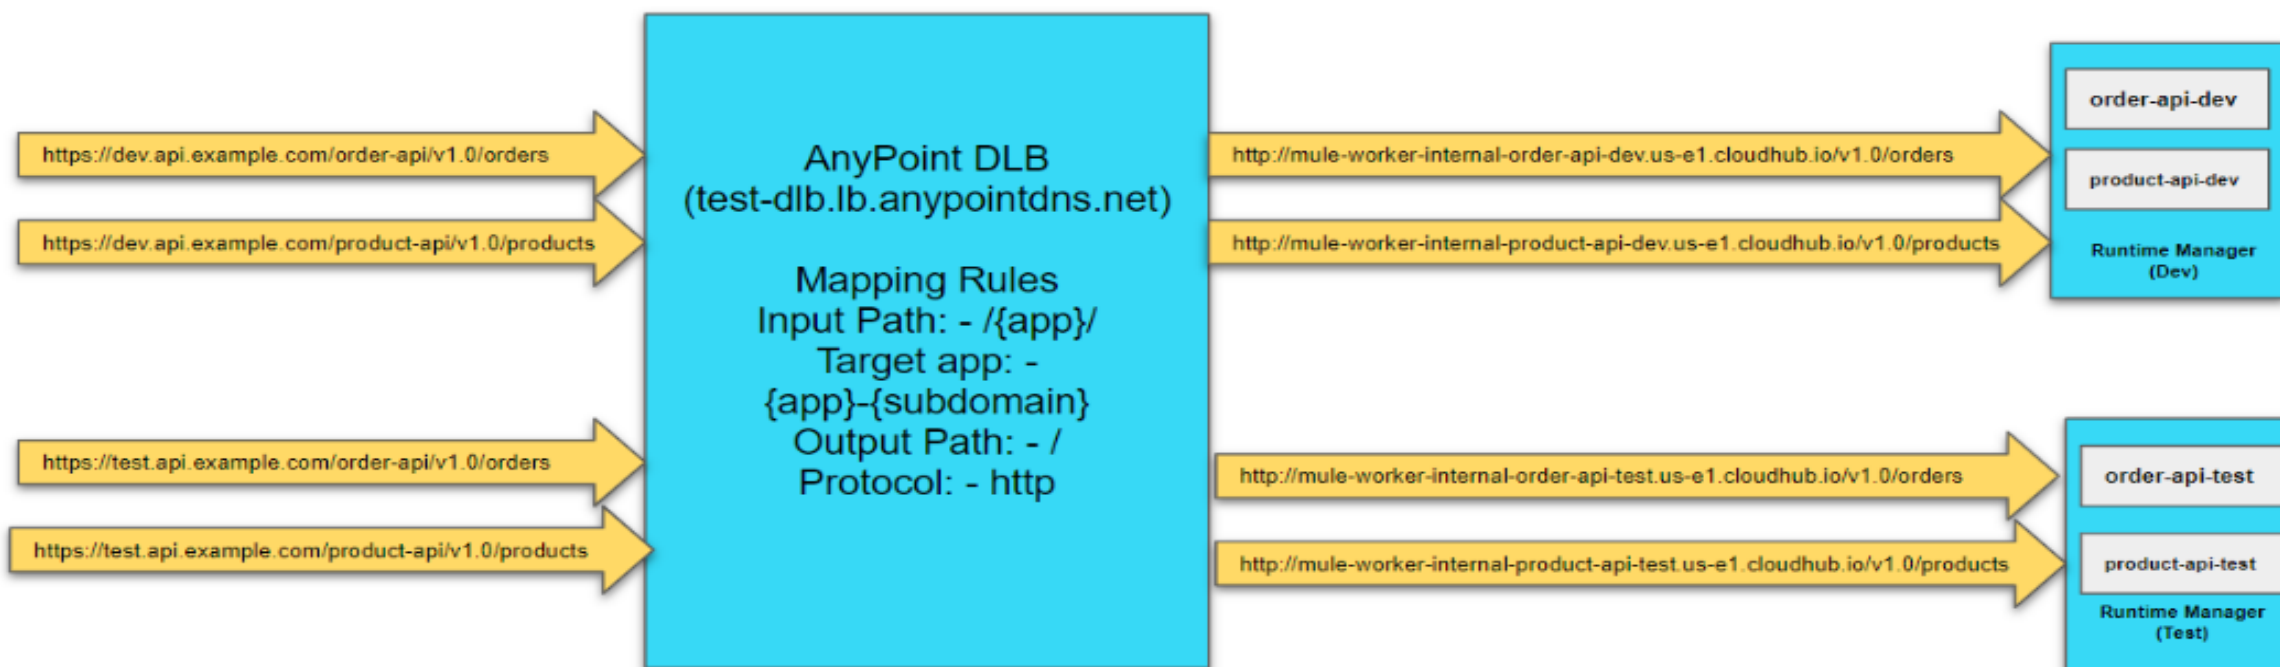 https://dev.api.example.com/order-api/v1.0/orders
https://dev.api.example.com/product-api/v1.0/products
https://test.api.example.com/order-api/v1.0/orders
https://test.api.example.com/product-api/v1.0/products
AnyPoint DLB
(test-dlb.lb.anypointdns.net)
Mapping Rules
Input Path: - /{app}/
Target app: -
{app}-{subdomain}
Output Path: - /
Protocol: - http
http://mule-worker-internal-order-api-dev.us-e1.cloudhub.io/v1.0/orders
http://mule-worker-internal-product-api-dev.us-e1.cloudhub.io/v1.0/products
http://mule-worker-internal-order-api-test.us-e1.cloudhub.io/v1.0/orders
http://mule-worker-internal-product-api-test.us-e1.cloudhub.io/v1.0/products
order-api-dev
product-api-dev
Runtime Manager
(Dev)
order-api-test
product-api-test
Runtime Manager
(Test)